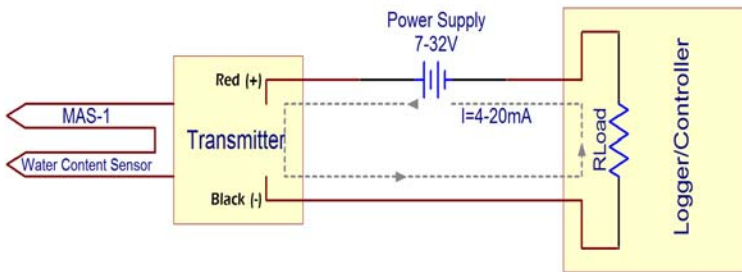 Power Supply
7-32V
Red (+)
MAS-1
I=4-20mA
Transmitter
Water Content Sensor
Black (-)
RLoad
Logger/Controller